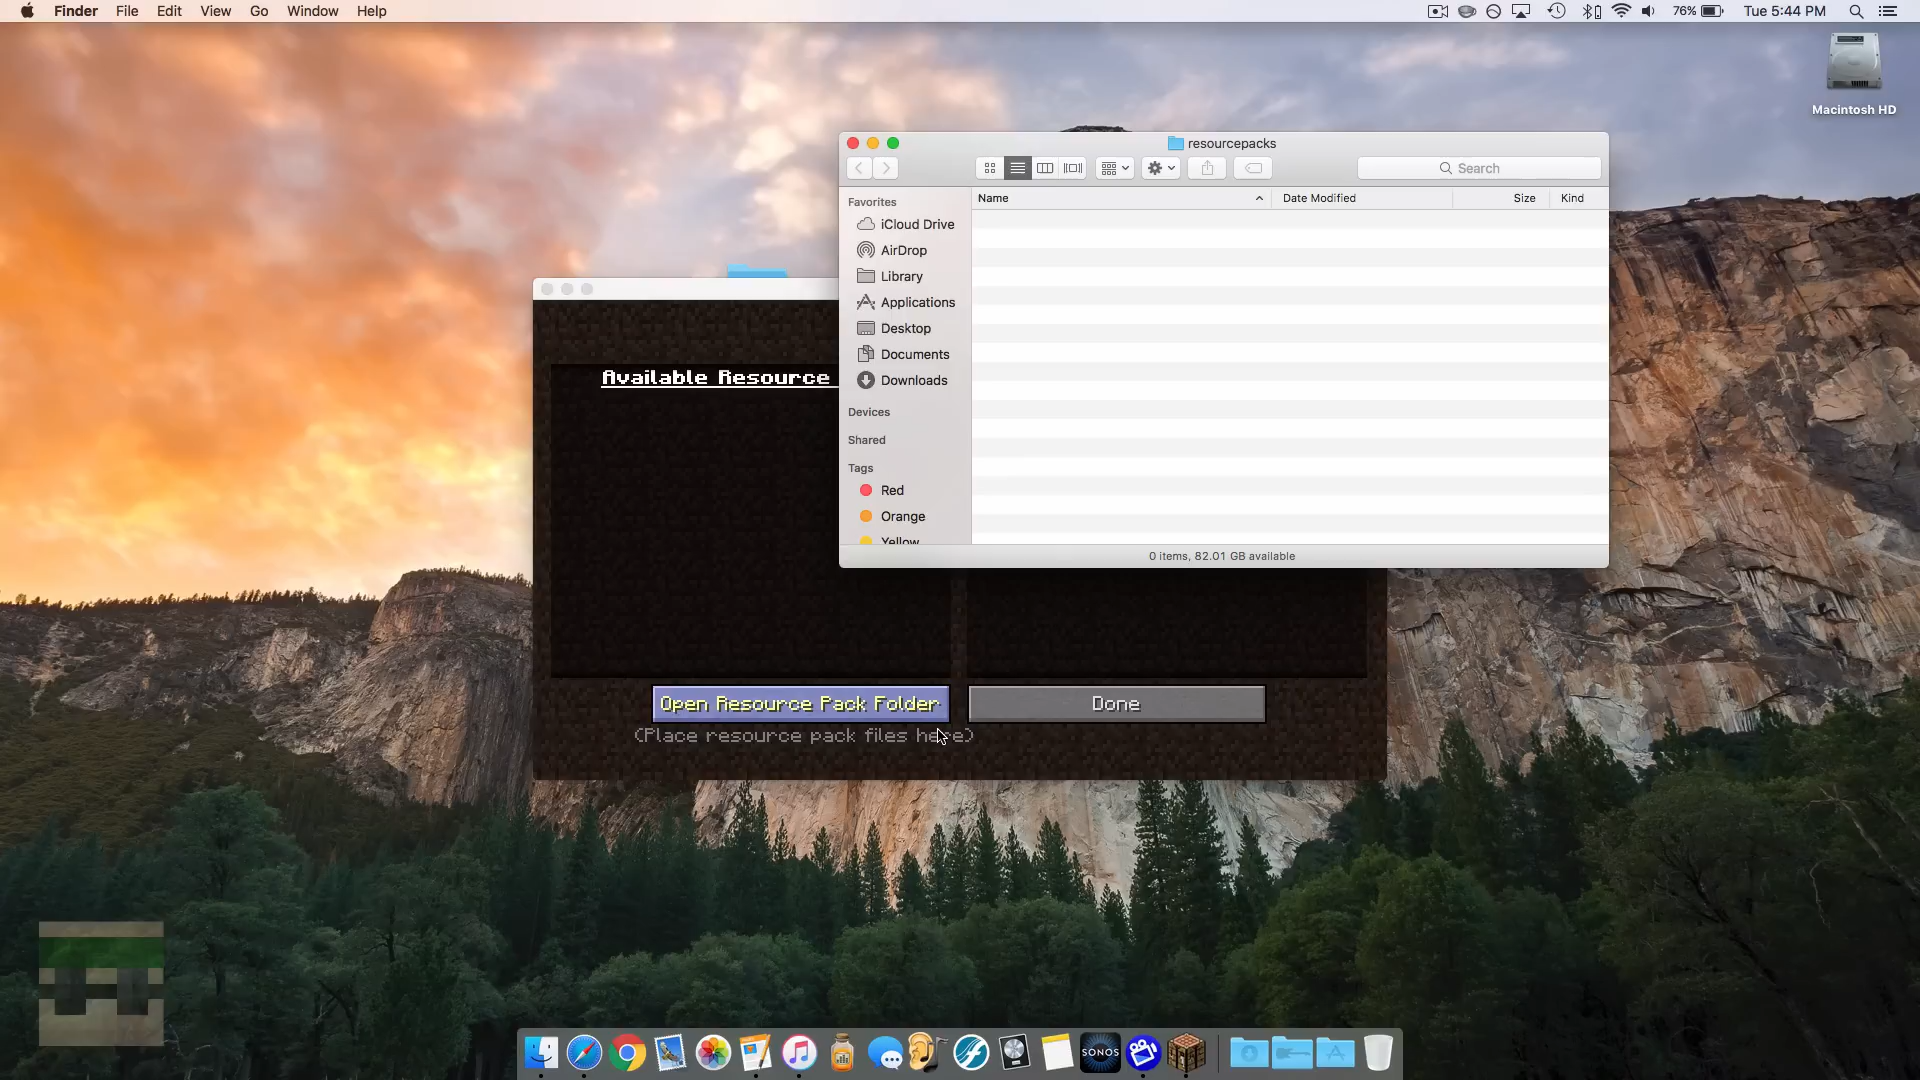 Finder File Edit View Go Window Help
76% Tue 5:44 PM
Macintosh HD
resourcepacks
Search
Favorites
iCloud Drive
AirDrop
Library
Applications
Desktop
Documents
Downloads
Devices
Shared
Tags
Red
Orange
Yellow
Name Date Modified Size Kind
0 items, 82.01 GB available
Available Resource
Open Resource Pack Folder
Done
(Place resource pack files here)
SONOS